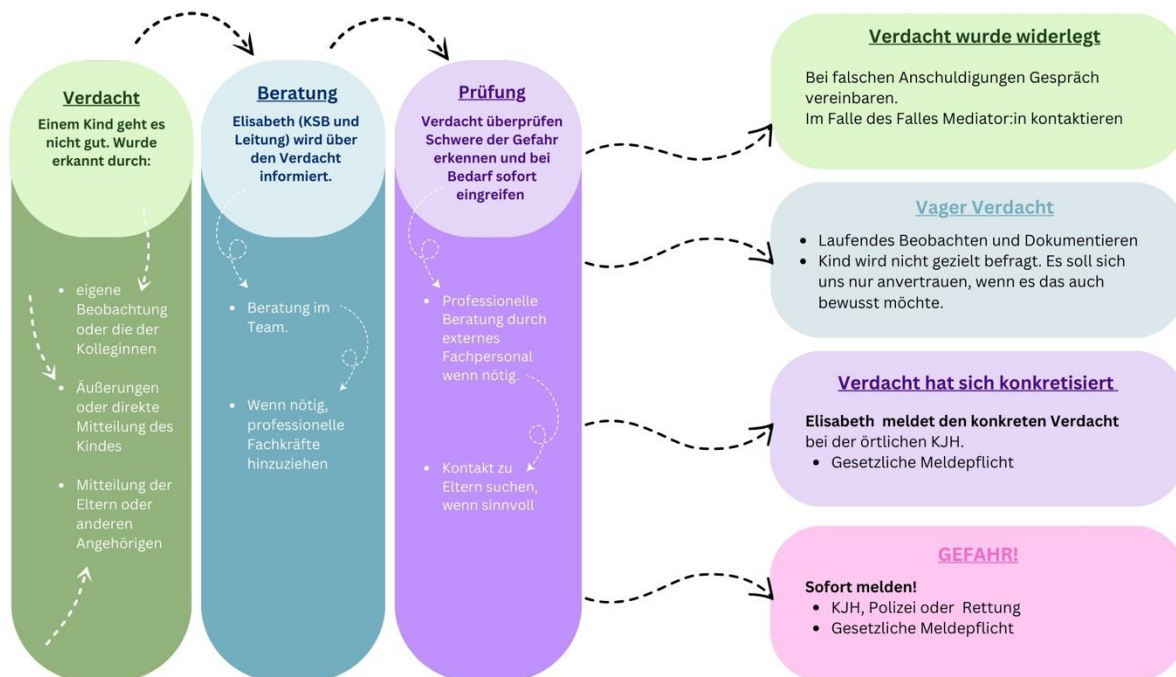 Verdacht
Einem Kind geht es
nicht gut. Wurde
erkannt durch:
• eigene
Beobachtung
oder die der
Kolleginnen
• Äußerungen
oder direkte
Mitteilung des
Kindes
• Mitteilung der
Eltern oder
anderen
Angehörigen
Beratung
Elisabeth (KSB und
Leitung) wird über
den Verdacht
informiert.
• Beratung im
Team.
• Wenn nötig,
professionelle
Fachkräfte
hinzuziehen
Prüfung
Verdacht überprüfen
Schwere der Gefahr
erkennen und bei
Bedarf sofort
eingreifen
• Professionelle
Beratung durch
externes
Fachpersonal
wenn nötig.
• Kontakt zu
Eltern suchen,
wenn sinnvoll
Verdacht wurde widerlegt
Bei falschen Anschuldigungen Gespräch
vereinbaren.
Im Falle des Falles Mediator:in kontaktieren
Vager Verdacht
• Laufendes Beobachten und Dokumentieren
• Kind wird nicht gezielt befragt. Es soll sich
uns nur anvertrauen, wenn es das auch
bewusst möchte.
Verdacht hat sich konkretisiert
Elisabeth meldet den konkreten Verdacht
bei der örtlichen KJH.
• Gesetzliche Meldepflicht
GEFAHR!
Sofort melden!
• KJH, Polizei oder Rettung
• Gesetzliche Meldepflicht